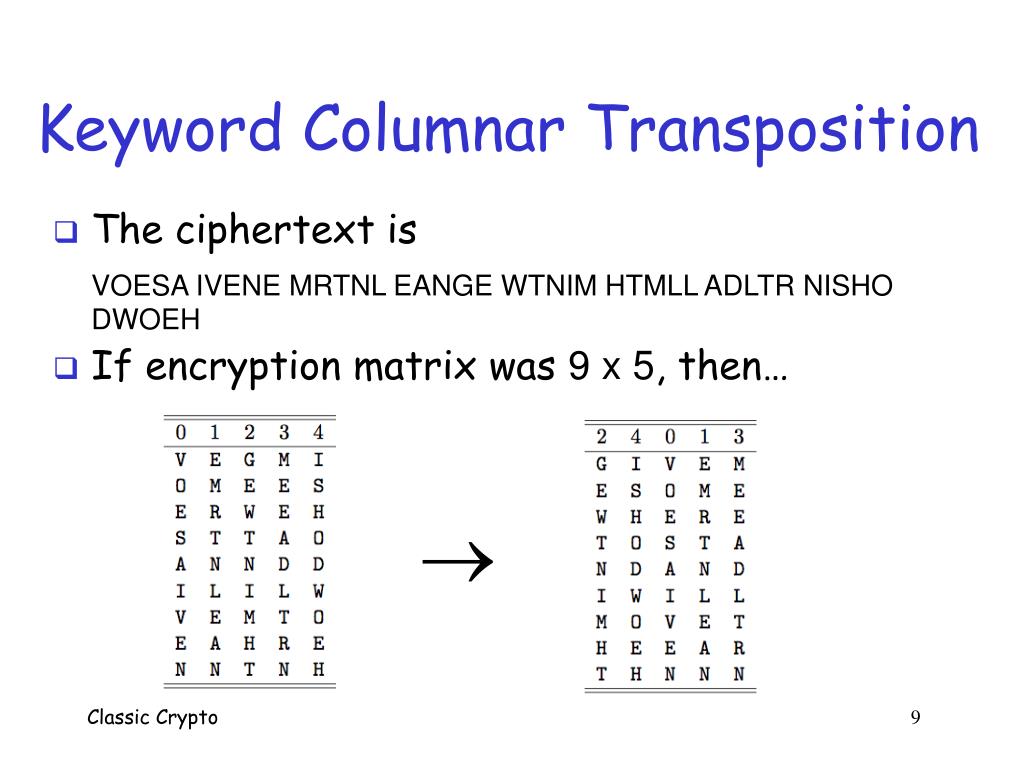 Keyword Columnar Transposition
The ciphertext is
VOESA IVENE MRTNL EANGE WTNIM HTMLL ADLTR NISHO
DWOEH
If encryption matrix was 9 x 5, then…
0 1 2 3 4
V E G M I
O M E E S
E R W E H
S T T A O
A N N D D
I L I L W
V E M T O
E A H R E
N N T N H
→
2 4 0 1 3
G I V E M
E S O M E
W H E R E
T O S T A
N D A N D
I W I L L
M O V E T
H E E A R
T H N N N
Classic Crypto
9